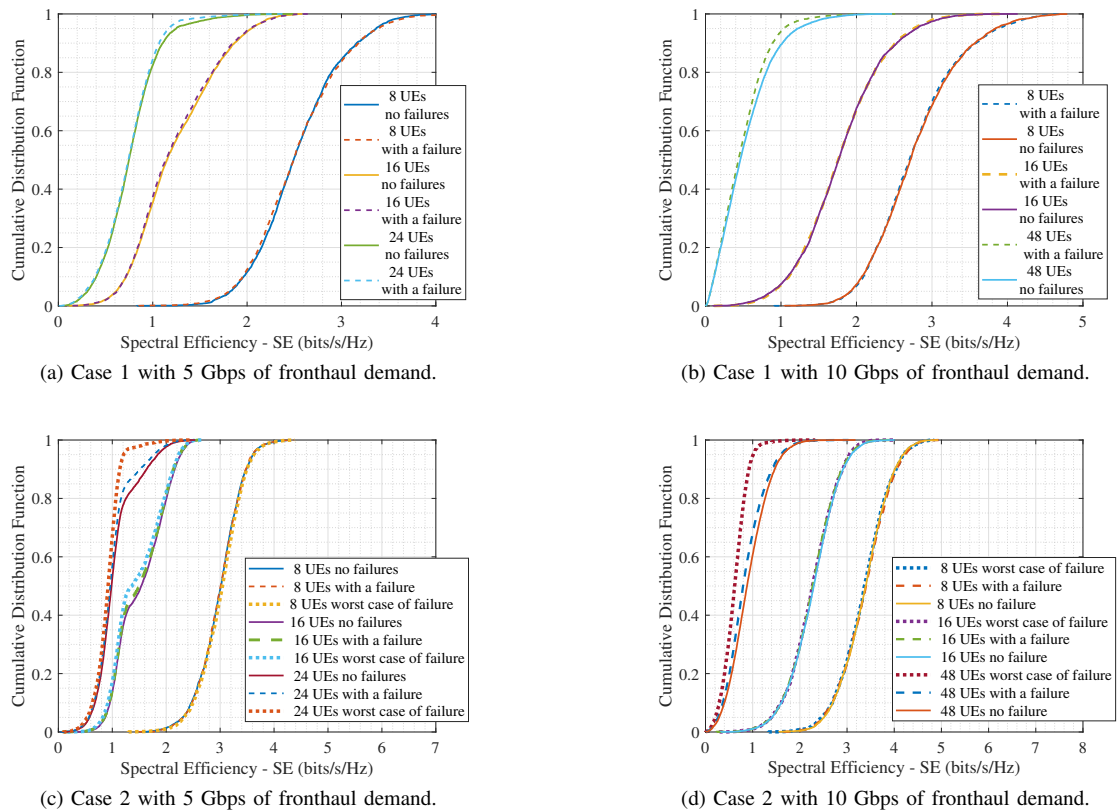 1
0.8
0.6
0.4
0.2
0
0 1 2 3 4
Cumulative Distribution Function
Spectral Efficiency - SE (bits/s/Hz)
8 UEs
no failures
8 UEs
with a failure
16 UEs
no failures
16 UEs
with a failure
24 UEs
no failures
24 UEs
with a failure
(a) Case 1 with 5 Gbps of fronthaul demand.
1
0.8
0.6
0.4
0.2
0
0 1 2 3 4 5
Cumulative Distribution Function
Spectral Efficiency - SE (bits/s/Hz)
8 UEs
with a failure
8 UEs
no failures
16 UEs
with a failure
16 UEs
no failures
48 UEs
with a failure
48 UEs
no failures
(b) Case 1 with 10 Gbps of fronthaul demand.
1
0.8
0.6
0.4
0.2
0
0 1 2 3 4 5 6 7
Cumulative Distribution Function
Spectral Efficiency - SE (bits/s/Hz)
8 UEs no failures
8 UEs with a failure
8 UEs worst case of failure
16 UEs no failures
16 UEs with a failure
16 UEs worst case of failure
24 UEs no failures
24 UEs with a failure
24 UEs worst case of failure
(c) Case 2 with 5 Gbps of fronthaul demand.
1
0.8
0.6
0.4
0.2
0
0 1 2 3 4 5 6 7 8
Cumulative Distribution Function
Spectral Efficiency - SE (bits/s/Hz)
8 UEs worst case of failure
8 UEs with a failure
8 UEs no failure
16 UEs worst case of failure
16 UEs with a failure
16 UEs no failure
48 UEs worst case of failure
48 UEs with a failure
48 UEs no failure
(d) Case 2 with 10 Gbps of fronthaul demand.